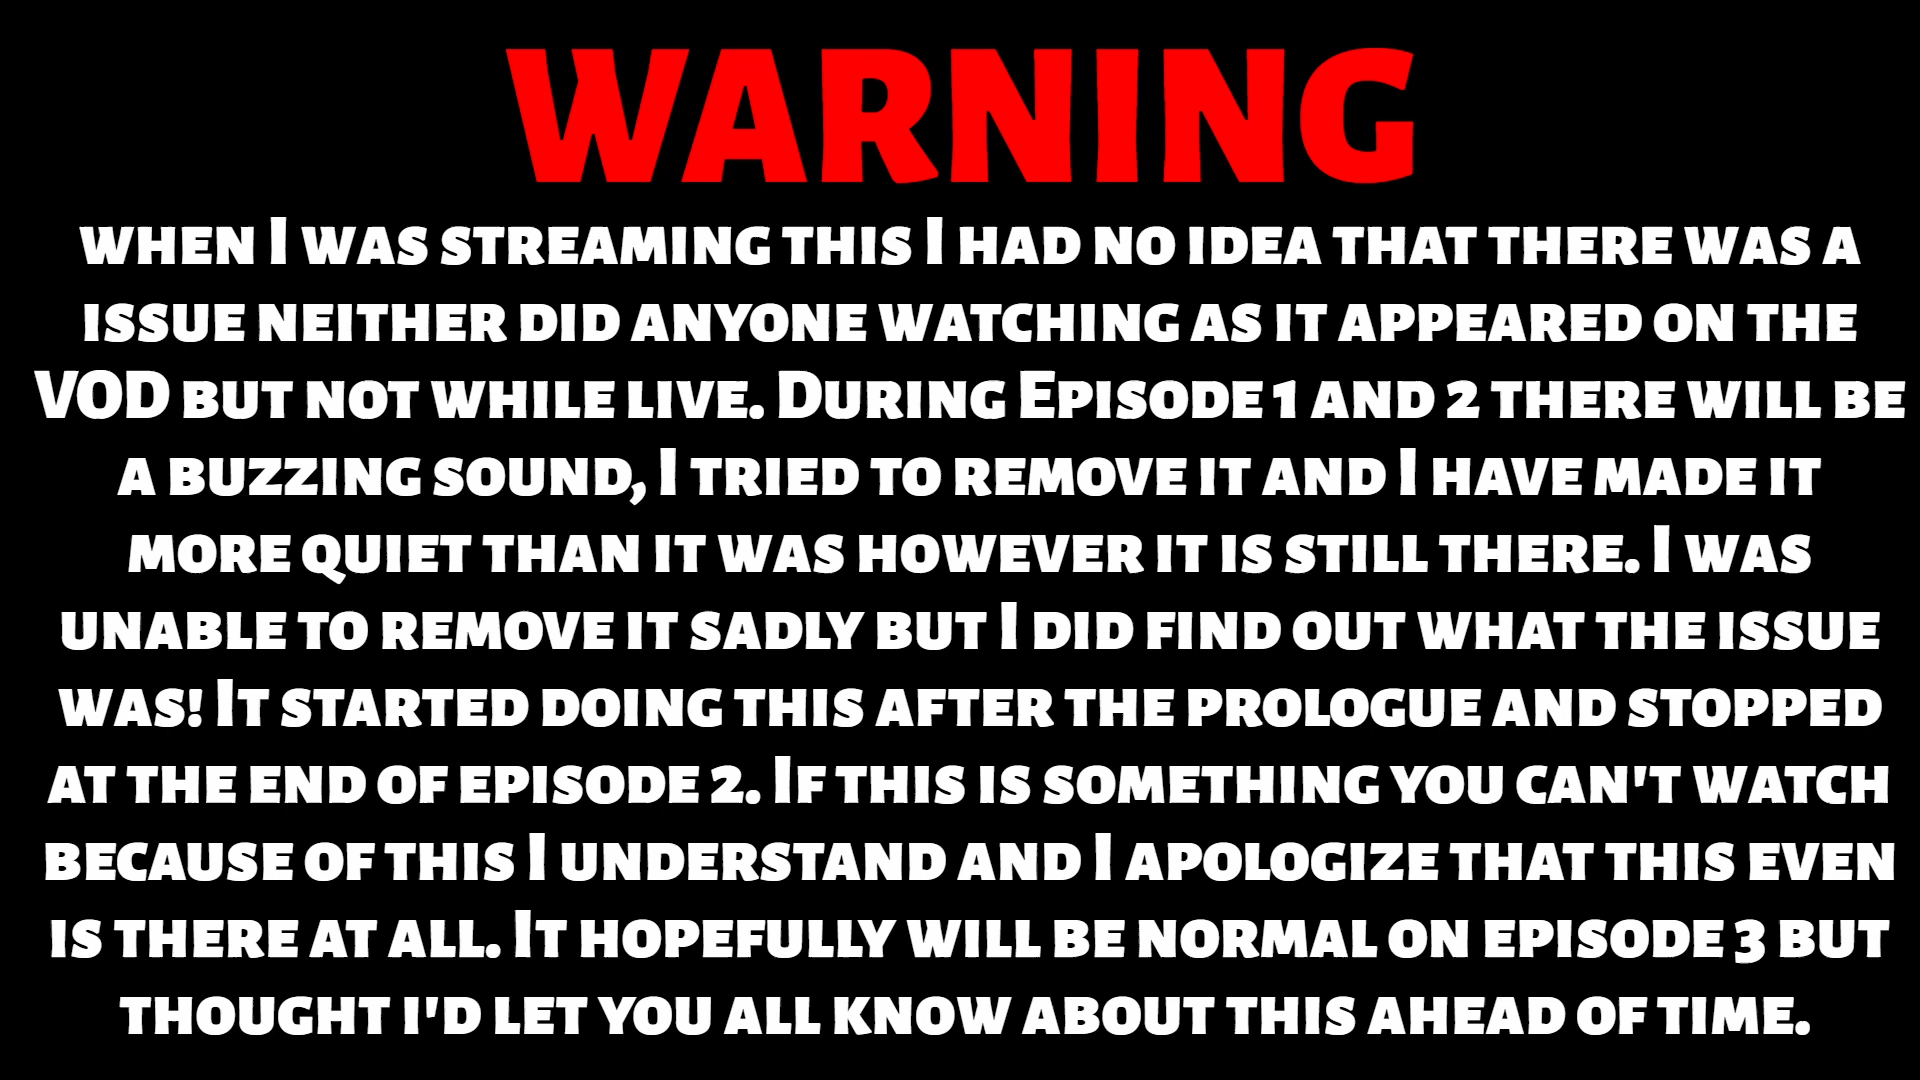 WARNING
WHEN I WAS STREAMING THIS I HAD NO IDEA THAT THERE WAS A
ISSUE NEITHER DID ANYONE WATCHING AS IT APPEARED ON THE
VOD BUT NOT WHILE LIVE. DURING EPISODE 1 AND 2 THERE WILL BE
A BUZZING SOUND, I TRIED TO REMOVE IT AND I HAVE MADE IT
MORE QUIET THAN IT WAS HOWEVER IT IS STILL THERE. I WAS
UNABLE TO REMOVE IT SADLY BUT I DID FIND OUT WHAT THE ISSUE
WAS! IT STARTED DOING THIS AFTER THE PROLOGUE AND STOPPED
AT THE END OF EPISODE 2. IF THIS IS SOMETHING YOU CAN'T WATCH
BECAUSE OF THIS I UNDERSTAND AND I APOLOGIZE THAT THIS EVEN
IS THERE AT ALL. IT HOPEFULLY WILL BE NORMAL ON EPISODE 3 BUT
THOUGHT I'D LET YOU ALL KNOW ABOUT THIS AHEAD OF TIME.